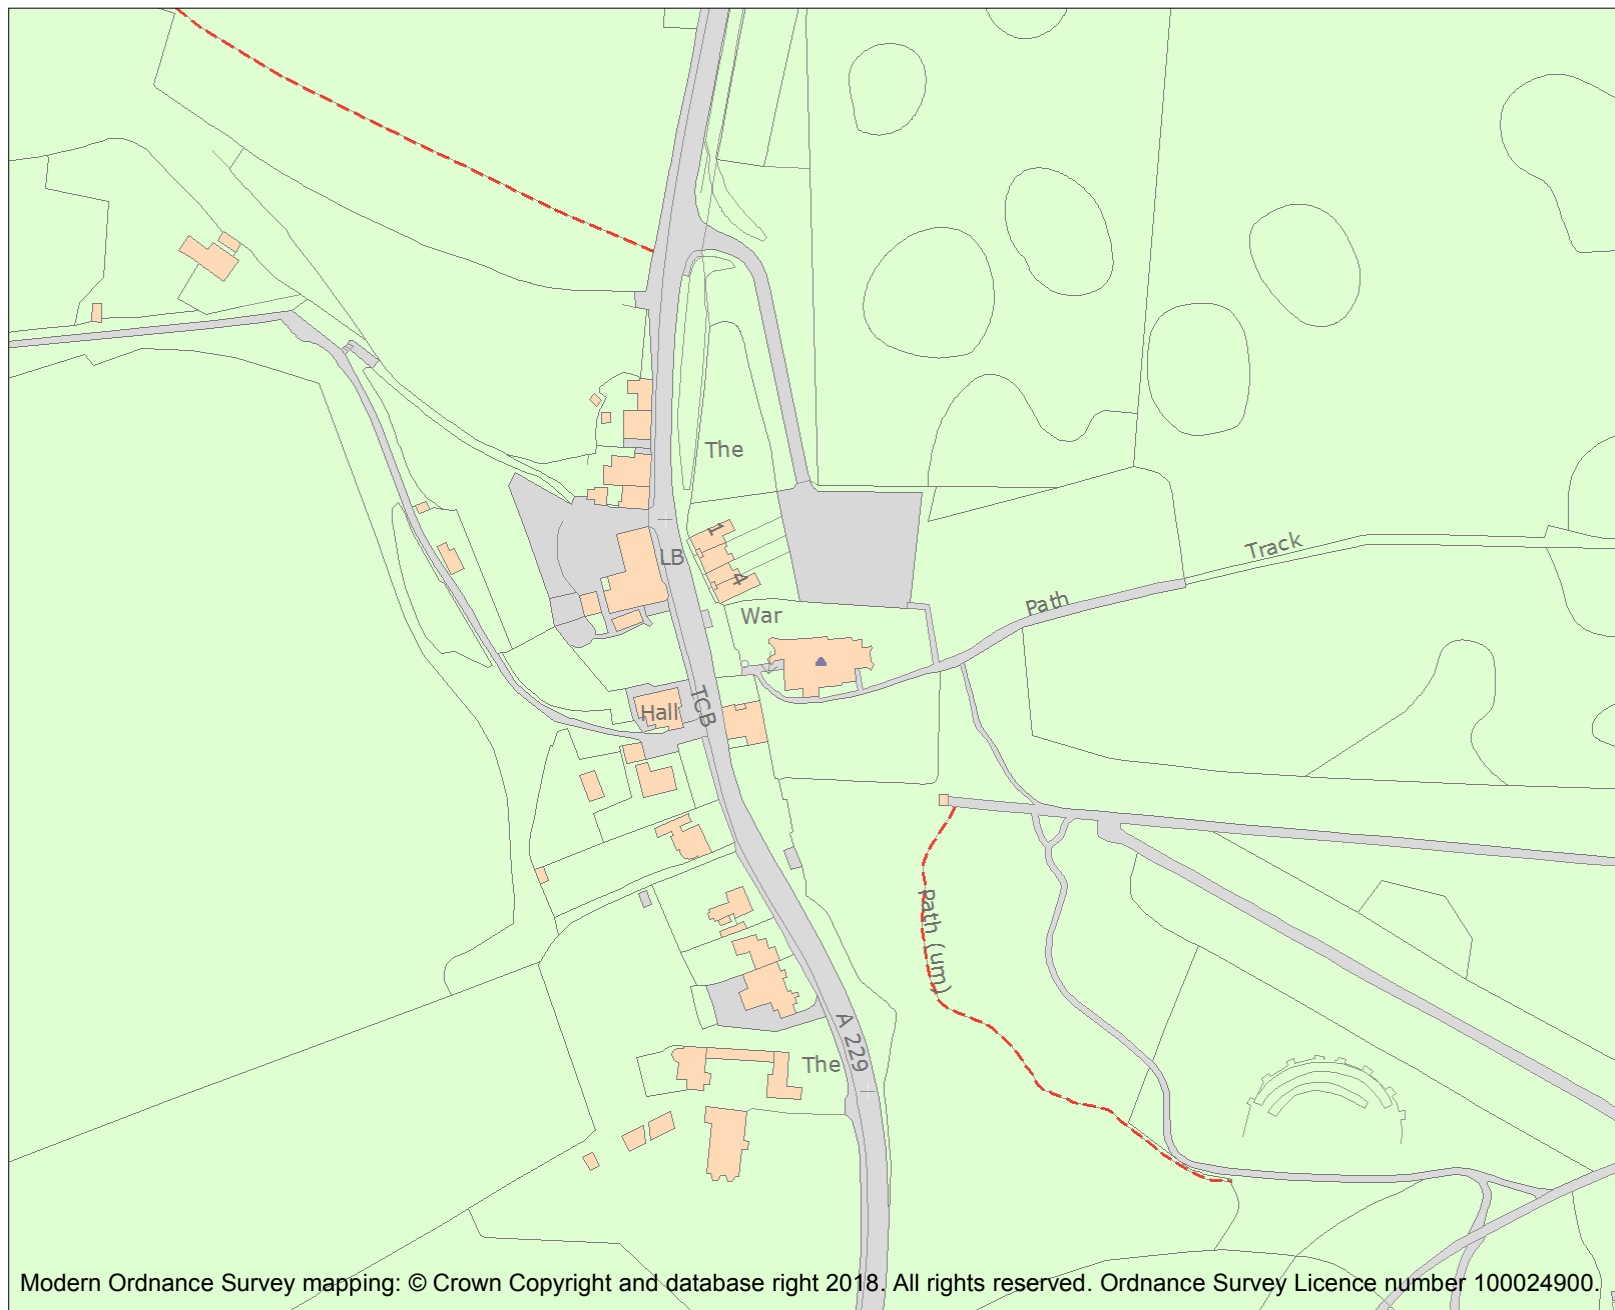 The
1
LB
4
Track
Path
War
Hall
TCB
Path (um)
A 229
The
Modern Ordnance Survey mapping: © Crown Copyright and database right 2018. All rights reserved. Ordnance Survey Licence number 100024900.